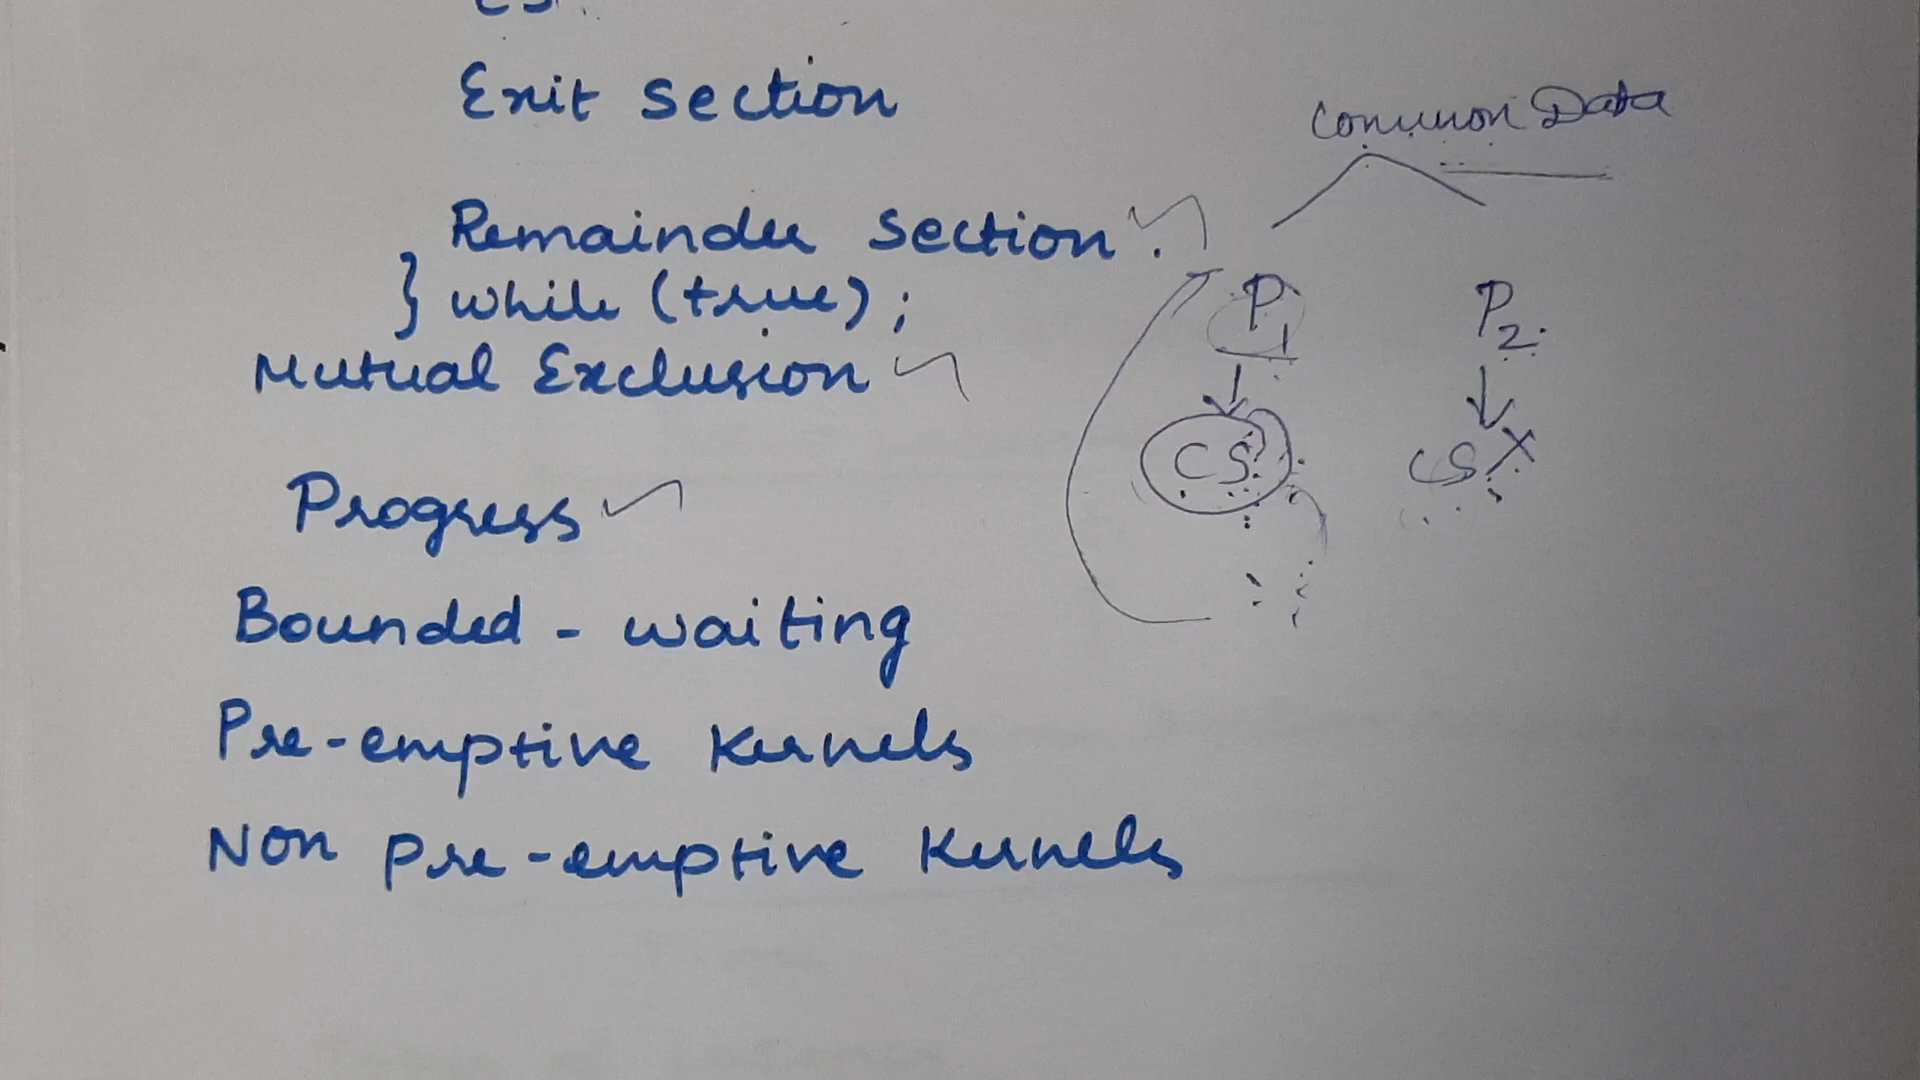 CS
Exit Section
Remainder Section.
} while (true);
Mutual Exclusion
Progress
Bounded - waiting
Pre-emptive Kernels
Non pre-emptive Kernels
Common Data
P1 P2
CS CS X